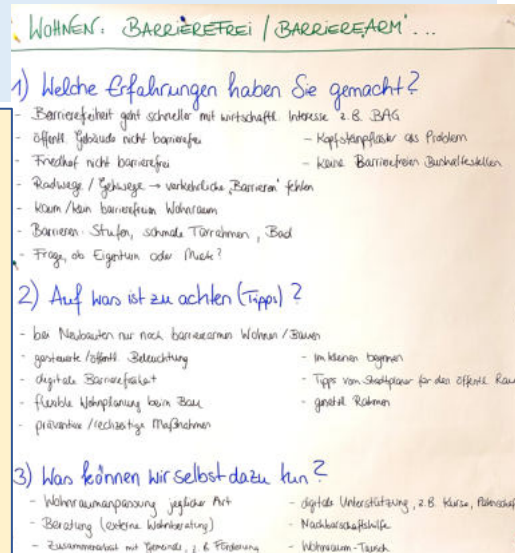 WOHNEN: BARRIEREFREI / BARRIEREARM ...
1) Welche Erfahrungen haben Sie gemacht?
- Barrierefeiheit geht schneller mit wirtschaftl. Interesse z.B. BAG
- öffentl. Gebäude nicht barrierefrei
- Kopfsteinpflaster als Problem
- Friedhof nicht barrierefrei
- Keine Barrierefreien Bushaltestellen
- Radwege / Gehwege → verkehrliche "Barrieren" fehlen
- Kaum/kein barrierefreien Wohnraum
- Barrieren: Stufen, schmale Türrahmen, Bad
- Frage, ob Eigentum oder Miete?
2) Auf was ist zu achten (Tipps)?
- bei Neubauten nur noch barrierearmes Wohnen / Bauen
- gesteuerte / öffentl. Beleuchtung
- im kleinen beginnen
- digitale Barrierefreiheit
- Tipps vom Stadtplaner für den öffentl. Rau
- flexible Wohnplanung beim Bau
- gesetzl. Rahmen
- präventive / rechzeitige Maßnahmen
3) Was können wir selbst dazu tun?
- Wohnraumanpassung jeglicher Art
- digitale Unterstützung, z.B. Kurse, Patenschaf
- Beratung (externe Wohnberatung)
- Nachbarschaftshilfe
- Zusammenarbeit mit Gemeinde, z.B. Förderung
- Wohnraum-Tausch